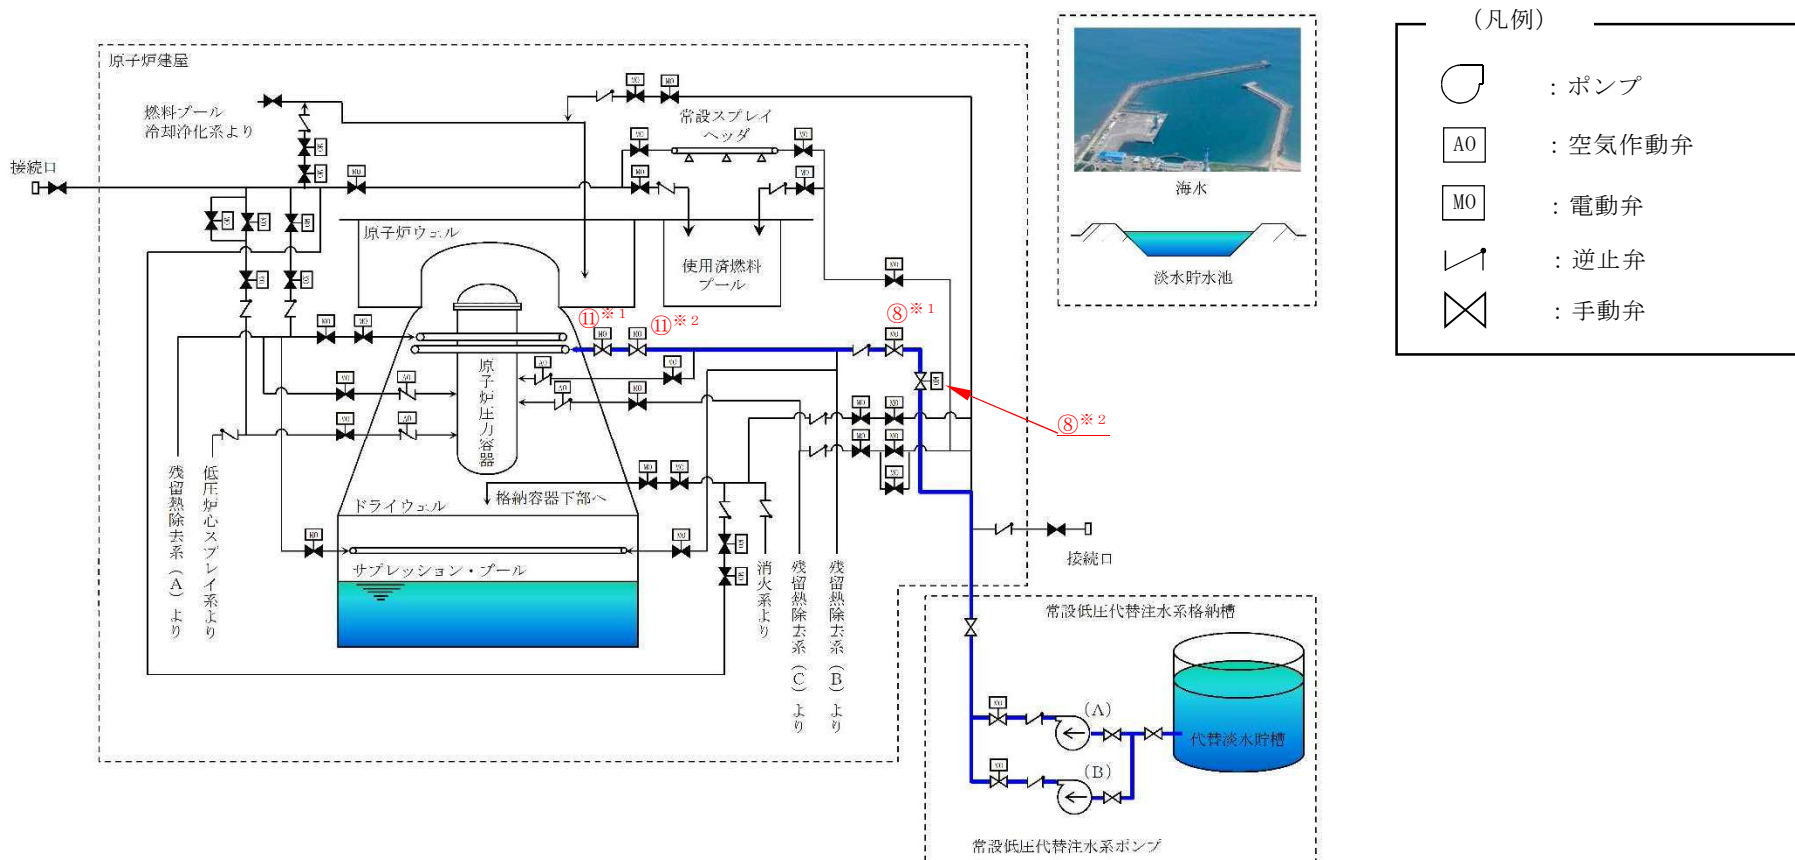 原子炉建屋
燃料プール
冷却浄化系より
接続口
常設スプレイ
ヘッダ
原子炉ウェル
使用済燃料
プール
⑪※1
⑪※2
⑧※1
⑧※2
原子炉圧力容器
格納容器下部へ
ドライウェル
サプレッション・プール
残留熱除去系(A)より
低圧炉心スプレイ系より
消火系より
残留熱除去系(C)より
残留熱除去系(B)より
接続口
海水
淡水貯水池
常設低圧代替注水系格納槽
(A)
(B)
代替淡水貯槽
常設低圧代替注水系ポンプ
(凡例)
:ポンプ
AO :空気作動弁
MO :電動弁
:逆止弁
:手動弁